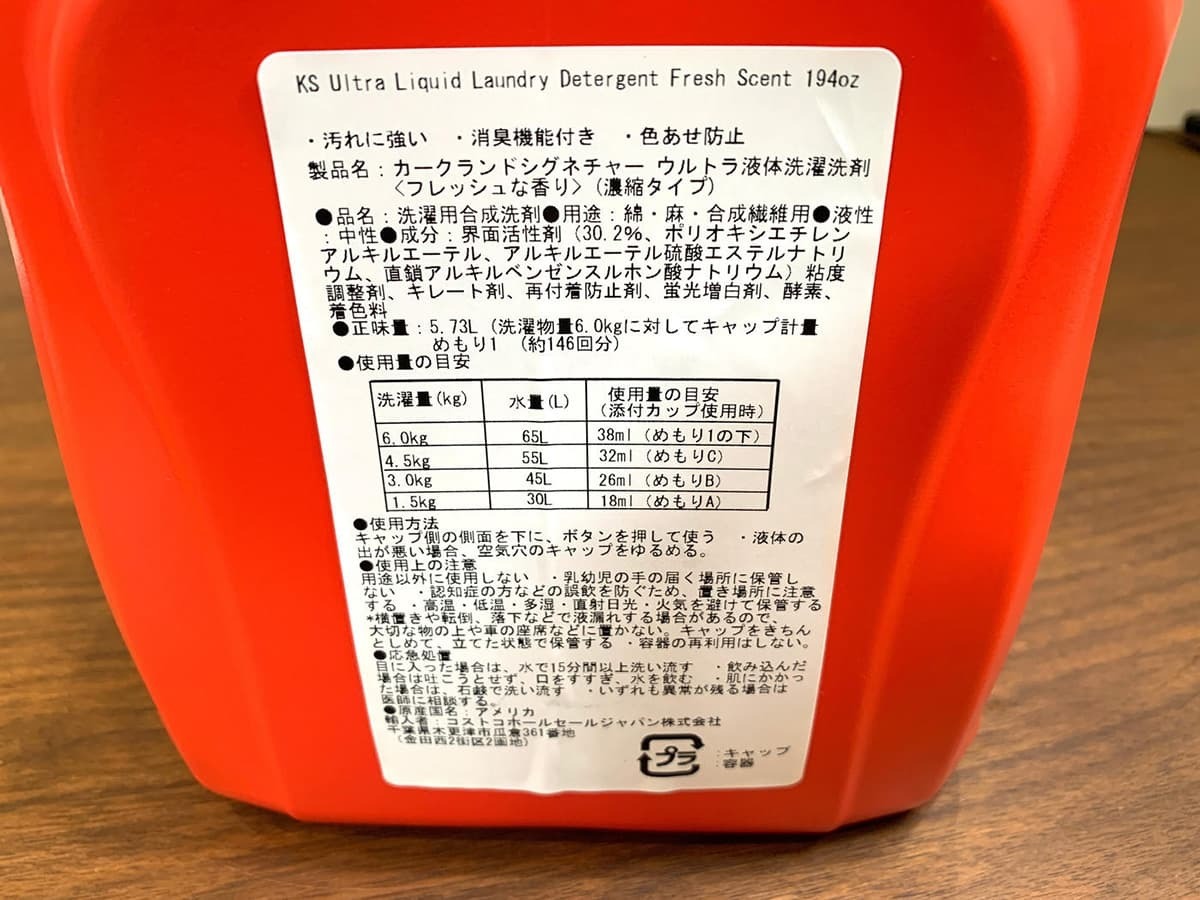 KS Ultra Liquid Laundry Detergent Fresh Scent 194oz
・汚れに強い ・消臭機能付き ・色あせ防止
製品名：カークランドシグネチャー ウルトラ液体洗濯洗剤
<フレッシュな香り>（濃縮タイプ）
●品名：洗濯用合成洗剤●用途：綿・麻・合成繊維用●液性
：中性●成分：界面活性剤（30.2%、ポリオキシエチレン
アルキルエーテル、アルキルエーテル硫酸エステルナトリ
ウム、直鎖アルキルベンゼンスルホン酸ナトリウム）粘度
調整剤、キレート剤、再付着防止剤、蛍光増白剤、酵素、
着色料
●正味量：5.73L（洗濯物量6.0kgに対してキャップ計量
めもり1 （約146回分）
●使用量の目安
洗濯量(kg) 水量(L) 使用量の目安
（添付カップ使用時）
6.0kg 65L 38ml（めもり1の下）
4.5kg 55L 32ml（めもりC）
3.0kg 45L 26ml（めもりB）
1.5kg 30L 18ml（めもりA）
●使用方法
キャップ側の側面を下に、ボタンを押して使う ・液体の
出が悪い場合、空気穴のキャップをゆるめる。
●使用上の注意
用途以外に使用しない ・乳幼児の手の届く場所に保管し
ない ・認知症の方などの誤飲を防ぐため、置き場所に注意
する ・高温・低温・多湿・直射日光・火気を避けて保管する
*横置きや転倒、落下などで液漏れする場合があるので、
大切な物の上や車の座席などに置かない。キャップをきちん
としめて、立てた状態で保管する ・容器の再利用はしない。
●応急処置
目に入った場合は、水で15分間以上洗い流す ・飲み込んだ
場合は吐こうとせず、口をすすぎ、水を飲む ・肌にかかっ
た場合は、石鹸で洗い流す ・いずれも異常が残る場合は
医師に相談する。
●原産国名：アメリカ
輸入者：コストコホールセールジャパン株式会社
千葉県木更津市瓜倉361番地
（金田西2街区2画地）
プラ ：キャップ
：容器